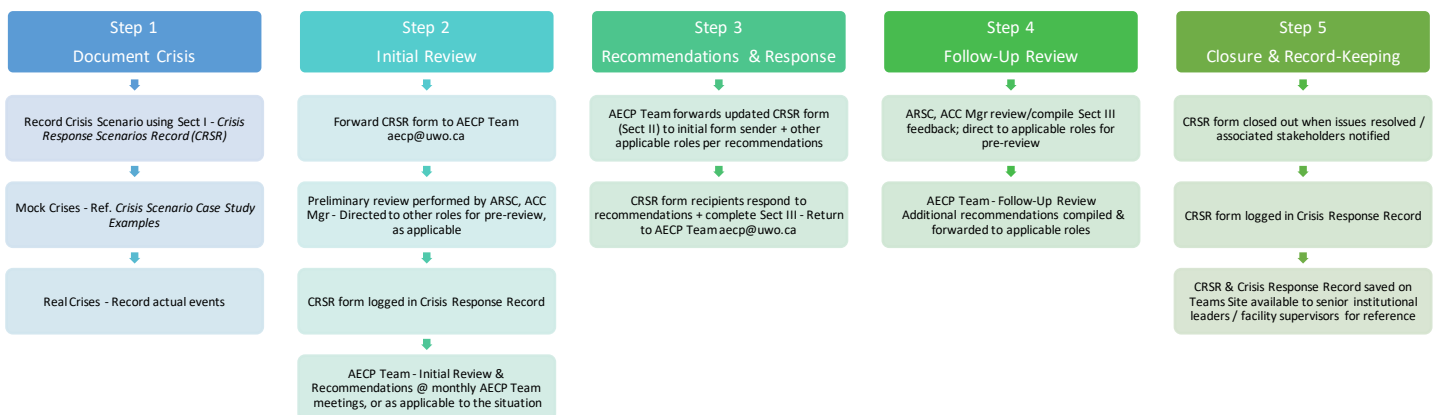 Step 1
Document Crisis
Record Crisis Scenario using Sect I - Crisis
Response Scenarios Record (CRSR)
Mock Crises - Ref. Crisis Scenario Case Study
Examples
Real Crises - Record actual events
Step 2
Initial Review
Forward CRSR form to AECP Team
aecp@uwo.ca
Preliminary review performed by ARSC, ACC
Mgr - Directed to other roles for pre-review,
as applicable
CRSR form logged in Crisis Response Record
AECP Team - Initial Review &
Recommendations @ monthly AECP Team
meetings, or as applicable to the situation
Step 3
Recommendations & Response
AECP Team forwards updated CRSR form
(Sect II) to initial form sender + other
applicable roles per recommendations
CRSR form recipients respond to
recommendations + complete Sect III - Return
to AECP Team aecp@uwo.ca
Step 4
Follow-Up Review
ARSC, ACC Mgr review/compile Sect III
feedback; direct to applicable roles for
pre-review
AECP Team - Follow-Up Review
Additional recommendations compiled &
forwarded to applicable roles
Step 5
Closure & Record-Keeping
CRSR form closed out when issues resolved /
associated stakeholders notified
CRSR form logged in Crisis Response Record
CRSR & Crisis Response Record saved on
Teams Site available to senior institutional
leaders / facility supervisors for reference